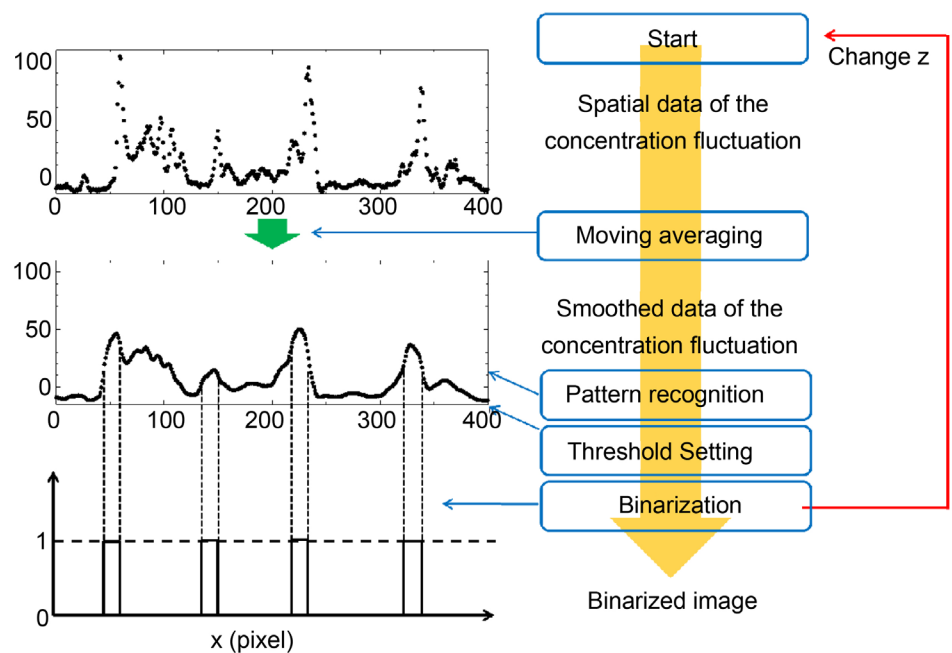 Start
Change z
Spatial data of the
concentration fluctuation
100
50
0
0 100 200 300 400
Moving averaging
100
50
0
0 100 200 300 400
Smoothed data of the
concentration fluctuation
Pattern recognition
Threshold Setting
Binarization
1
0
x (pixel)
Binarized image